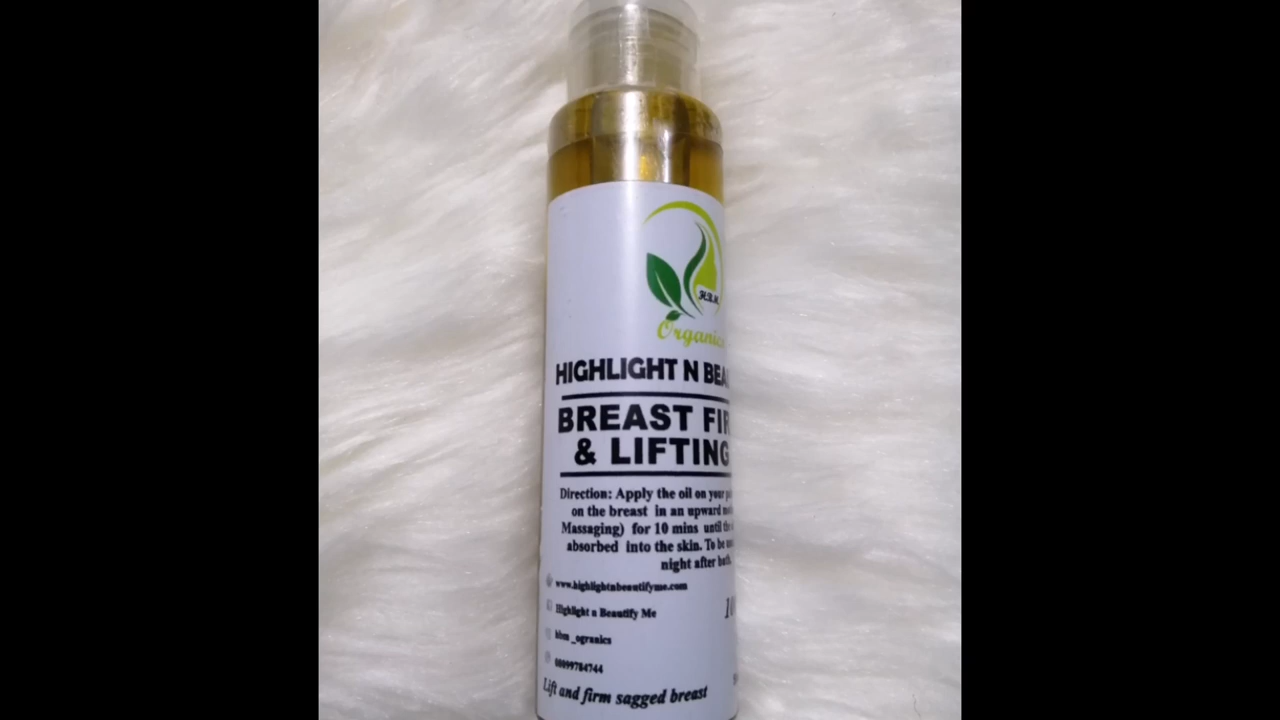 H.B.M.
Organics
HIGHLIGHT N BEA
BREAST FIR
& LIFTING
Direction: Apply the oil on your
on the breast in an upward
Massaging) for 10 mins until the
absorbed into the skin. To be
night after bath.
www.highlightnbeautifyme.com
Highlight n Beautify Me
hbm_ogranics
08099784744
Lift and firm sagged breast